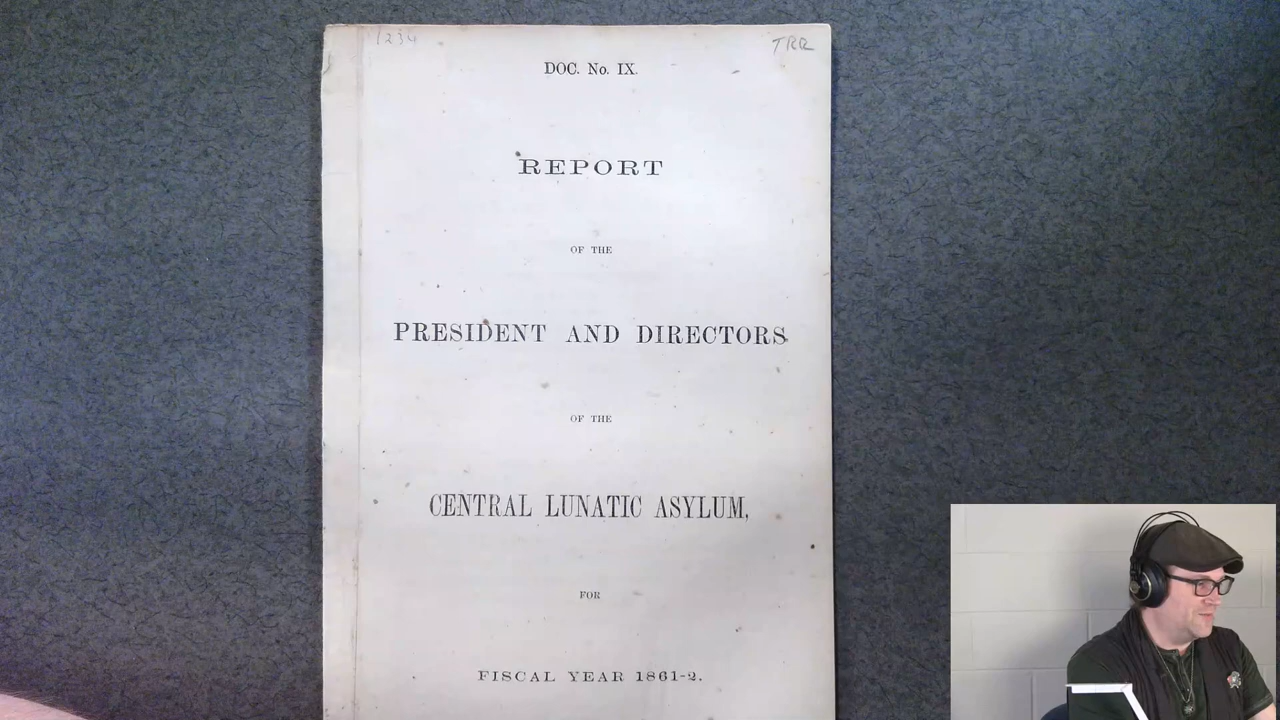 1234 TRR
DOC. No. IX.
REPORT
OF THE
PRESIDENT AND DIRECTORS
OF THE
CENTRAL LUNATIC ASYLUM,
FOR
FISCAL YEAR 1861-2.